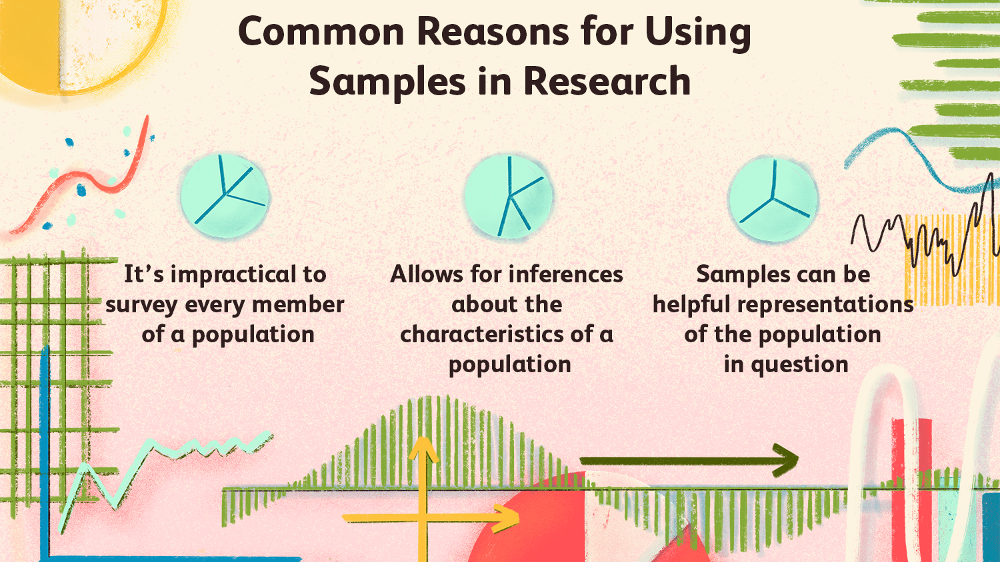 Common Reasons for Using
Samples in Research
It’s impractical to
survey every member
of a population
Allows for inferences
about the
characteristics of a
population
Samples can be
helpful representations
of the population
in question